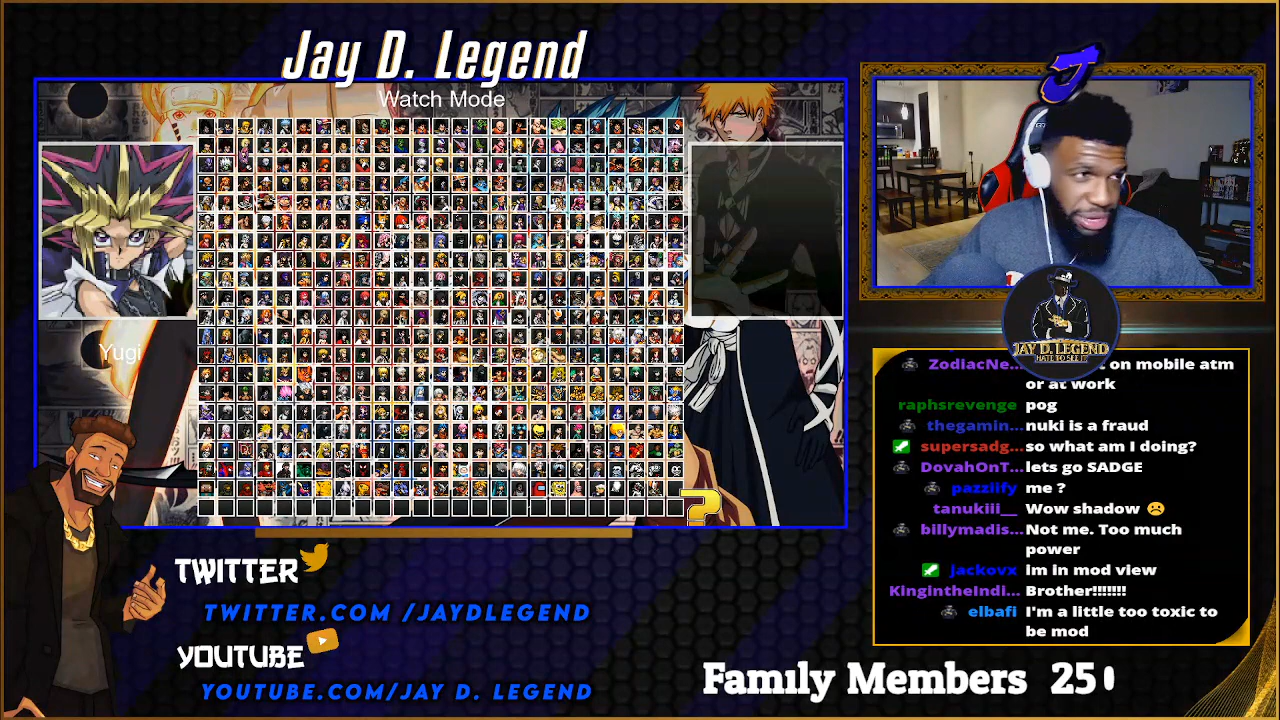 Jay D. Legend
Watch Mode
Yugi
J
JAY D. LEGEND
HATE TO SEE IT
ZodiacNe... on mobile atm
or at work
raphsrevenge pog
thegamin... nuki is a fraud
supersadg... so what am I doing?
DovahOnT... lets go SADGE
pazziify me ?
tanukiii__ Wow shadow
billymadis... Not me. Too much
power
jackovx Im in mod view
KingintheIndi... Brother!!!!!!!
elbafi I'm a little too toxic to
be mod
TWITTER
TWITTER.COM /JAYDLEGEND
YOUTUBE
YOUTUBE.COM/JAY D. LEGEND
Family Members 25